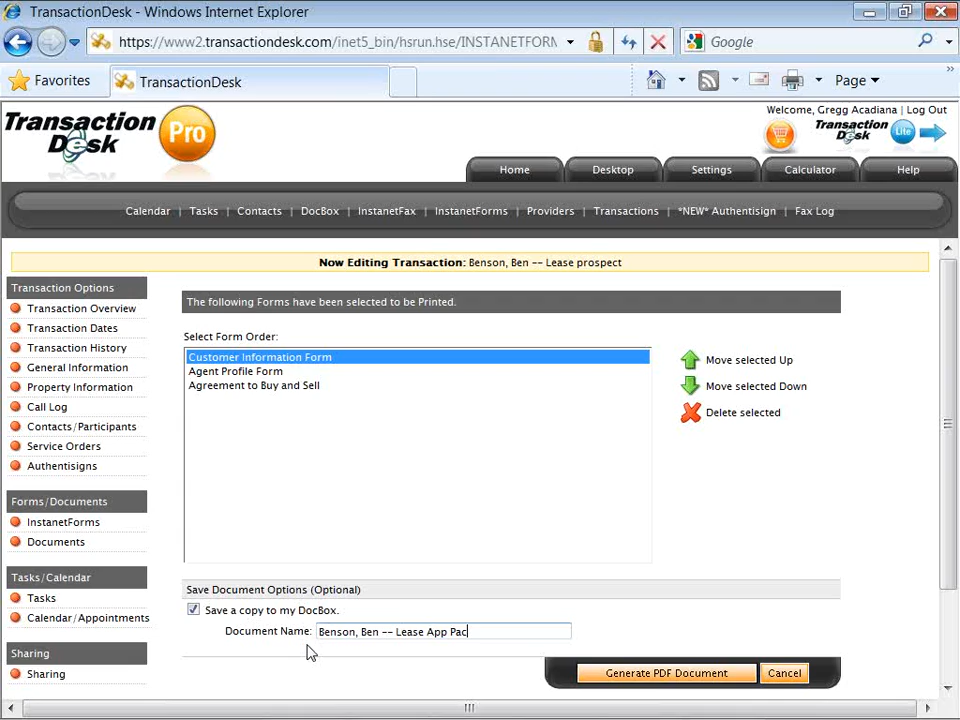 TransactionDesk - Windows Internet Explorer
https://www2.transactiondesk.com/inet5_bin/hsrun.hse/INSTANETFORM
Google
Favorites
TransactionDesk
Page
»
Welcome, Gregg Acadiana | Log Out
Transaction Desk Pro
Transaction Desk Lite
Home
Desktop
Settings
Calculator
Help
Calendar | Tasks | Contacts | DocBox | InstanetFax | InstanetForms | Providers | Transactions | *NEW* Authentisign | Fax Log
Now Editing Transaction: Benson, Ben -- Lease prospect
Transaction Options
Transaction Overview
Transaction Dates
Transaction History
General Information
Property Information
Call Log
Contacts/Participants
Service Orders
Authentisigns
Forms/Documents
InstanetForms
Documents
Tasks/Calendar
Tasks
Calendar/Appointments
Sharing
Sharing
The following Forms have been selected to be Printed.
Select Form Order:
Customer Information Form
Agent Profile Form
Agreement to Buy and Sell
Move selected Up
Move selected Down
Delete selected
Save Document Options (Optional)
Save a copy to my DocBox.
Document Name: Benson, Ben -- Lease App Pac
Generate PDF Document
Cancel